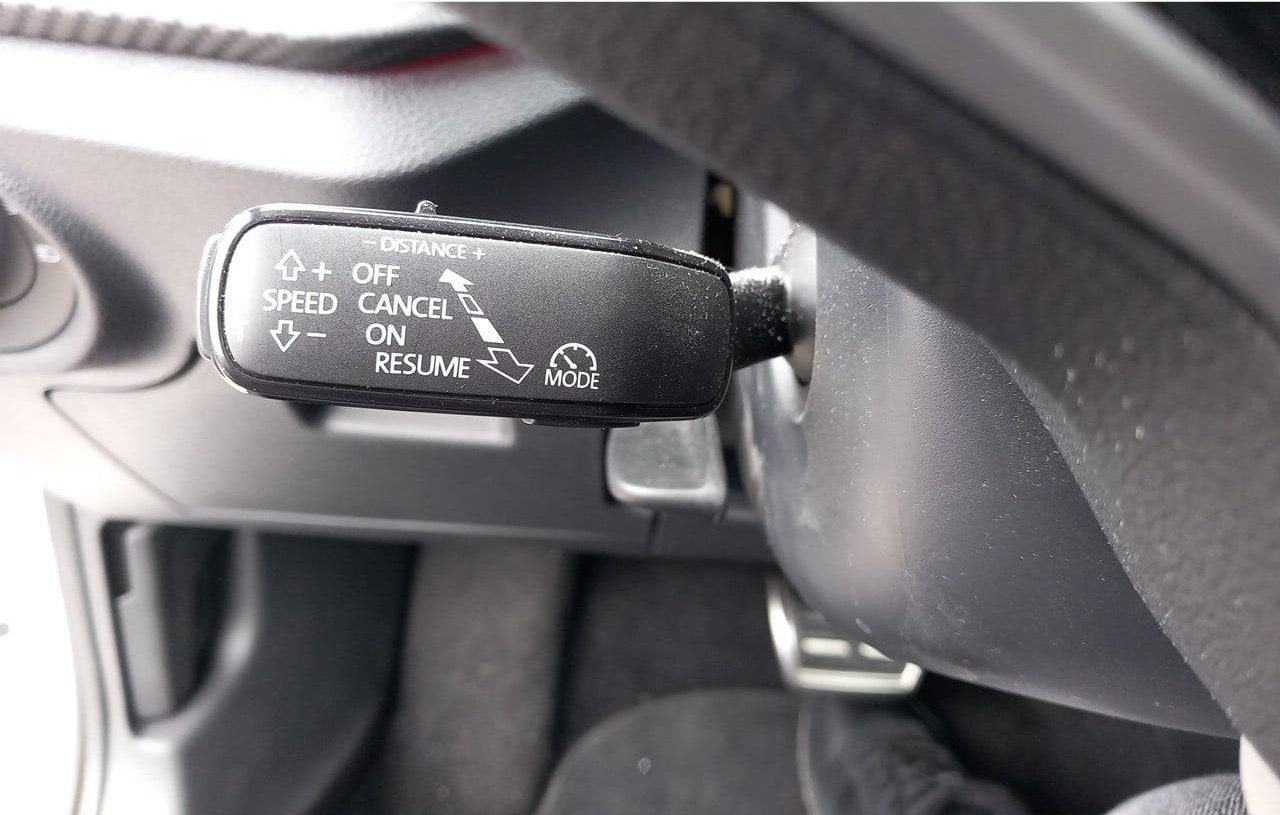 - DISTANCE +
+ OFF
SPEED CANCEL
- ON
RESUME
MODE